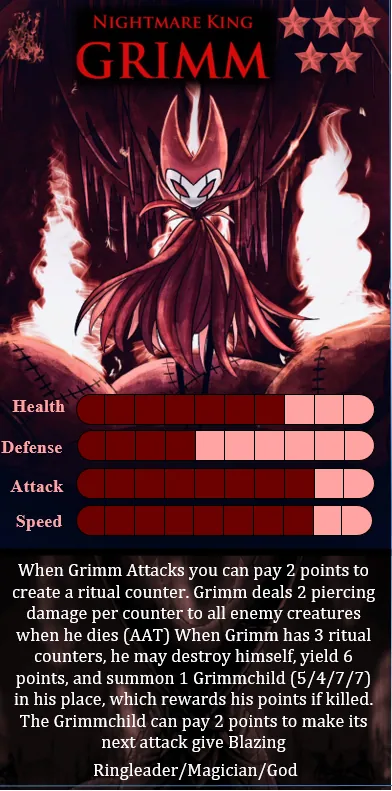 Nightmare King
GRIMM
Health
Defense
Attack
Speed
When Grimm Attacks you can pay 2 points to
create a ritual counter. Grimm deals 2 piercing
damage per counter to all enemy creatures
when he dies (AAT) When Grimm has 3 ritual
counters, he may destroy himself, yield 6
points, and summon 1 Grimmchild (5/4/7/7)
in his place, which rewards his points if killed.
The Grimmchild can pay 2 points to make its
next attack give Blazing
Ringleader/Magician/God